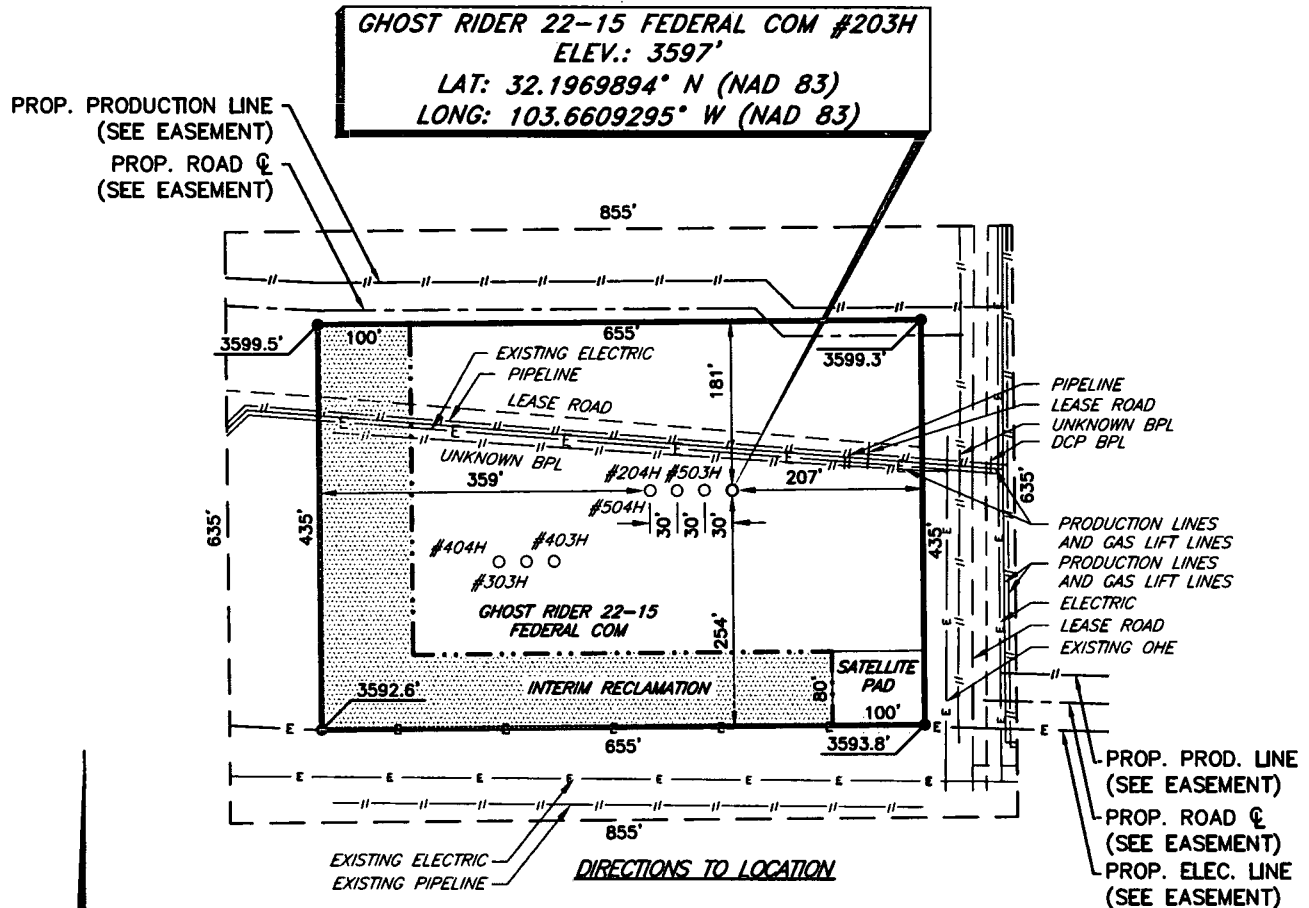 GHOST RIDER 22-15 FEDERAL COM #203H
ELEV.: 3597'
LAT: 32.1969894° N (NAD 83)
LONG: 103.6609295° W (NAD 83)
PROP. PRODUCTION LINE
(SEE EASEMENT)
PROP. ROAD ℄
(SEE EASEMENT)
855'
3599.5'
100'
655'
3599.3'
EXISTING ELECTRIC
PIPELINE
LEASE ROAD
181'
UNKNOWN BPL
359'
#204H
#503H
#504H
207'
30'
30'
30'
635'
435'
435'
635'
#404H
#403H
#303H
GHOST RIDER 22-15
FEDERAL COM
254'
PIPELINE
LEASE ROAD
UNKNOWN BPL
DCP BPL
PRODUCTION LINES
AND GAS LIFT LINES
PRODUCTION LINES
AND GAS LIFT LINES
ELECTRIC
LEASE ROAD
EXISTING OHE
3592.6'
INTERIM RECLAMATION
80'
SATELLITE
PAD
100'
655'
3593.8'
855'
EXISTING ELECTRIC
EXISTING PIPELINE
DIRECTIONS TO LOCATION
PROP. PROD. LINE
(SEE EASEMENT)
PROP. ROAD ℄
(SEE EASEMENT)
PROP. ELEC. LINE
(SEE EASEMENT)